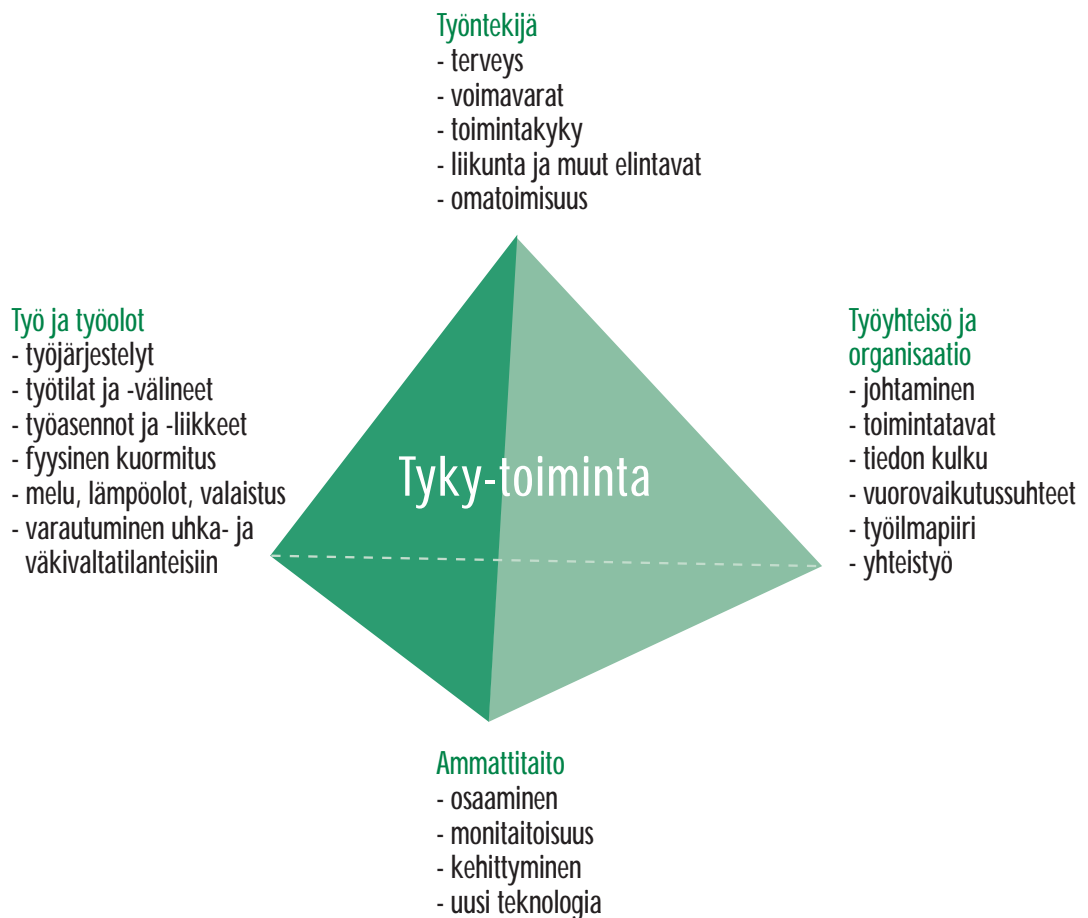 Työntekijä
- terveys
- voimavarat
- toimintakyky
- liikunta ja muut elintavat
- omatoimisuus
Työ ja työolot
- työjärjestelyt
- työtilat ja -välineet
- työasennot ja -liikkeet
- fyysinen kuormitus
- melu, lämpöolot, valaistus
- varautuminen uhka- ja
väkivaltatilanteisiin
Tyky-toiminta
Työyhteisö ja
organisaatio
- johtaminen
- toimintatavat
- tiedon kulku
- vuorovaikutussuhteet
- työilmapiiri
- yhteistyö
Ammattitaito
- osaaminen
- monitaitoisuus
- kehittyminen
- uusi teknologia